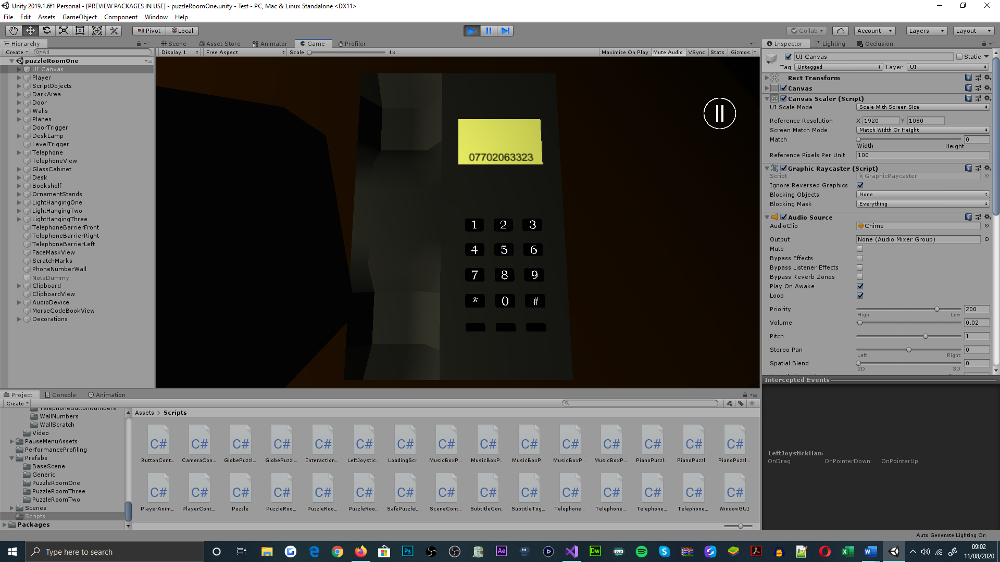 Unity 2019.1.6f1 Personal - [PREVIEW PACKAGES IN USE] - puzzleRoomOne.unity - Test - PC, Mac & Linux Standalone <DX11>
File Edit Assets GameObject Component Window Help
Pivot Local Collab Account Layers Layout
Hierarchy Scene Asset Store Animator Game Profiler Inspector Lighting Occlusion
Create All Display 1 Free Aspect Scale 1x Maximize On Play Mute Audio VSync Stats Gizmos
puzzleRoomOne
UI Canvas
Player
ScriptObjects
DarkArea
Door
Walls
Planes
DoorTrigger
DeskLamp
LevelTrigger
Telephone
TelephoneView
GlassCabinet
Desk
Bookshelf
OrnamentStands
LightHangingOne
LightHangingTwo
LightHangingThree
TelephoneBarrierFront
TelephoneBarrierRight
TelephoneBarrierLeft
FaceMaskView
ScratchMarks
PhoneNumberWall
NoteDummy
Clipboard
ClipboardView
AudioDevice
MorseCodeBookView
Decorations
07702063323
1 2 3
4 5 6
7 8 9
* 0 #
UI Canvas Static
Tag Untagged Layer UI
Rect Transform
Canvas
Canvas Scaler (Script)
UI Scale Mode Scale With Screen Size
Reference Resolution X 1920 Y 1080
Screen Match Mode Match Width Or Height
Match 0
Width Height
Reference Pixels Per Unit 100
Graphic Raycaster (Script)
Script GraphicRaycaster
Ignore Reversed Graphics
Blocking Objects None
Blocking Mask Everything
Audio Source
AudioClip Chime
Output None (Audio Mixer Group)
Mute
Bypass Effects
Bypass Listener Effects
Bypass Reverb Zones
Play On Awake
Loop
Priority 200
High Low
Volume 0.02
Pitch 1
Stereo Pan 0
Left Right
Spatial Blend 0
2D 3D
Intercepted Events
LeftJoystickHan
OnDrag OnPointerDown OnPointerUp
Project Console Animation
Create
TelephoneButtonNumbers
WallNumbers
WallScratch
Video
PauseMenuAssets
PerformanceProfiling
Prefabs
BaseScene
Generic
PuzzleRoomOne
PuzzleRoomThree
PuzzleRoomTwo
Scenes
Scripts
Packages
Assets > Scripts
C# C# C# C# C# C# C# C# C# C# C# C# C# C# C#
ButtonCont... CameraCon... GlobePuzzl... GlobePuzzl... Interaction... LeftJoystic... LoadingScr... MusicBoxP... MusicBoxP... MusicBoxP... MusicBoxP... MusicBoxP... PianoPuzzl... PianoPuzzl... PianoPuzzl...
C# C# C# C# C# C# C# C# C# C# C# C# C# C# C#
PlayerAnim... PlayerCont... Puzzle PuzzleRoo... PuzzleRoo... PuzzleRoo... SafePuzzleL... SceneCont... SubtitleCon... SubtitleTog... Telephone... Telephone... Telephone... Telephone... WindowGUI
Auto Generate Lighting On
Type here to search
Ps Ae Dw
09:02
11/08/2020